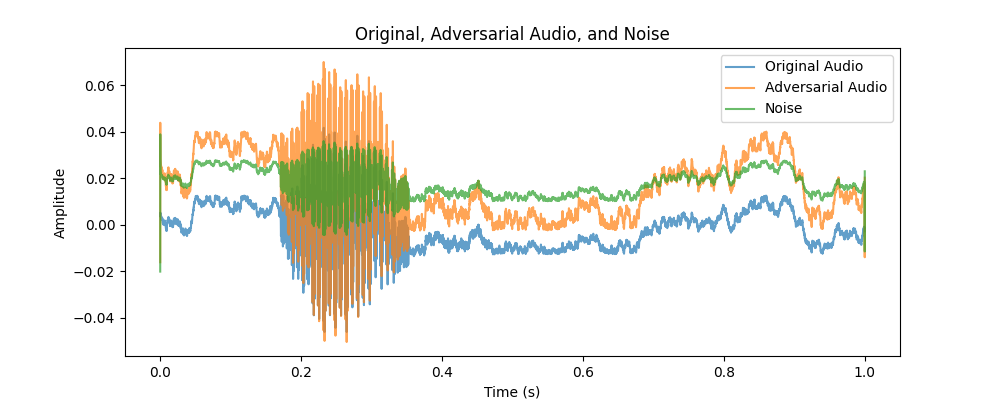 Original, Adversarial Audio, and Noise
Original Audio
Adversarial Audio
Noise
Amplitude
0.06
0.04
0.02
0.00
−0.02
−0.04
0.0 0.2 0.4 0.6 0.8 1.0
Time (s)